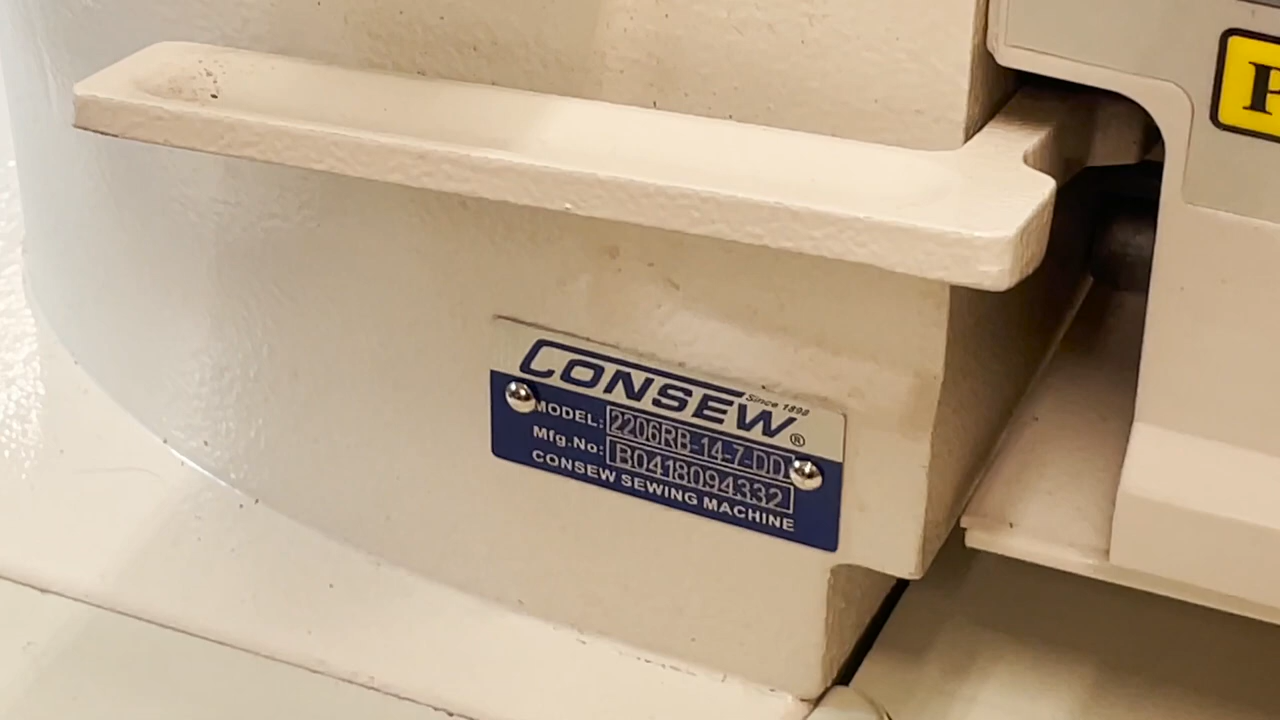 P
CONSEW
Since 1898
®
MODEL: 2206RB-14-7-DD
Mfg.No: B0418094332
CONSEW SEWING MACHINE